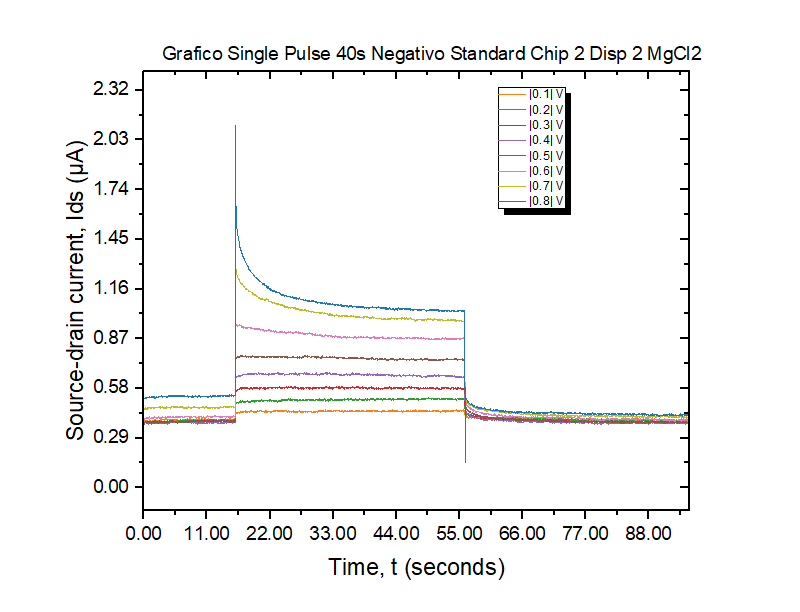 Grafico Single Pulse 40s Negativo Standard Chip 2 Disp 2 MgCl2
|0.1| V
|0.2| V
|0.3| V
|0.4| V
|0.5| V
|0.6| V
|0.7| V
|0.8| V
Source-drain current, Ids (μA)
2.32
2.03
1.74
1.45
1.16
0.87
0.58
0.29
0.00
0.00 11.00 22.00 33.00 44.00 55.00 66.00 77.00 88.00
Time, t (seconds)